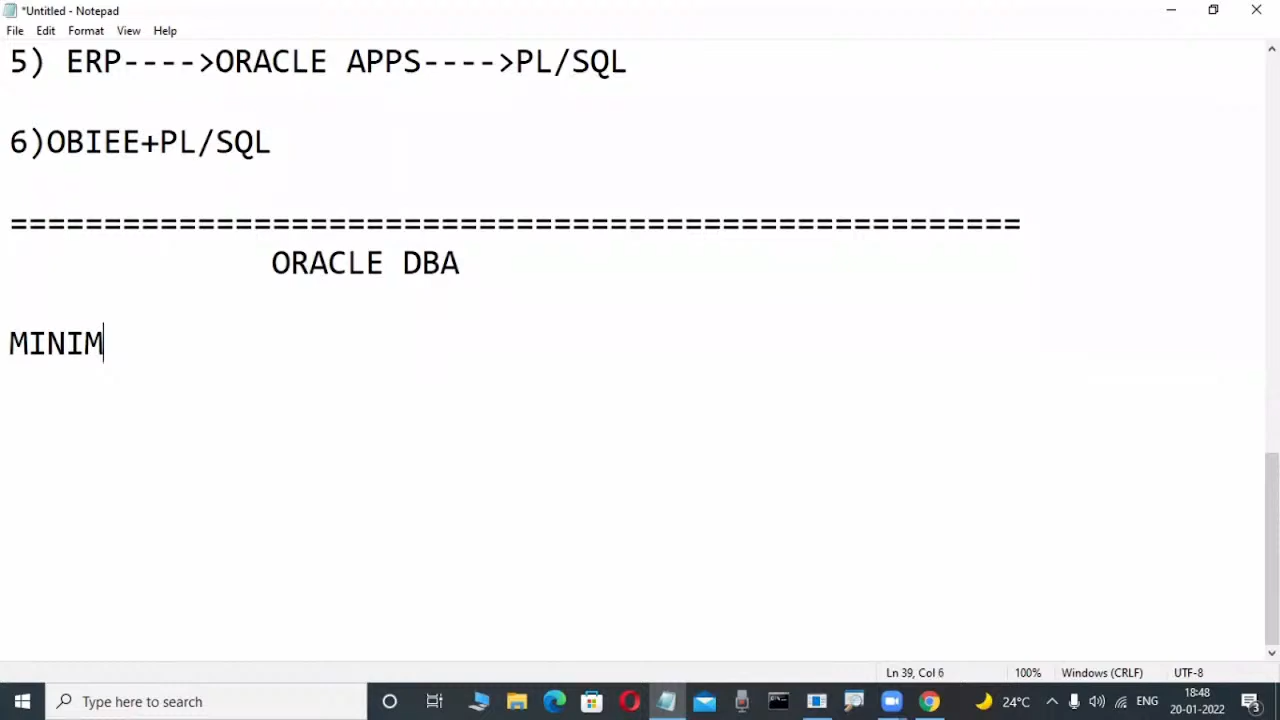 *Untitled - Notepad
File Edit Format View Help
5) ERP---->ORACLE APPS---->PL/SQL
6)OBIEE+PL/SQL
======================================================
ORACLE DBA
MINIM
Ln 39, Col 6 100% Windows (CRLF) UTF-8
Type here to search
24°C ENG
18:48
20-01-2022
3